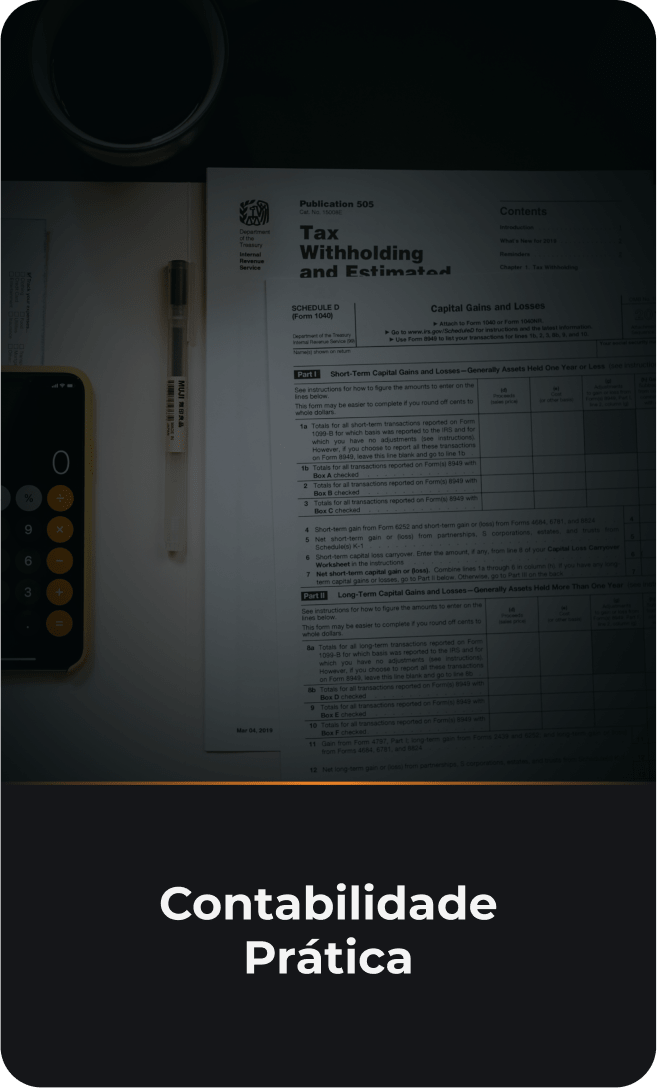 Publication 505
Cat. No. 15008E
Tax
Withholding
and Estimated
Department
of the
Treasury
Internal
Revenue
Service
Contents
Introduction
What's New for 2019
Reminders
Chapter 1. Tax Withholding
SCHEDULE D
(Form 1040)
Department of the Treasury
Internal Revenue Service
Name(s) shown on return
Capital Gains and Losses
► Attach to Form 1040 or Form 1040NR.
► Go to www.irs.gov/ScheduleD for instructions and the latest information.
► Use Form 8949 to list your transactions for lines 1b, 2, 3, 8b, 9, and 10.
Part I Short-Term Capital Gains and Losses—Generally Assets Held One Year or Less
See instructions for how to figure the amounts to enter on the
lines below.
This form may be easier to complete if you round off cents to
whole dollars.
(d)
Proceeds
(sales price)
(e)
Cost
(or other basis)
1a Totals for all short-term transactions reported on Form
1099-B for which basis was reported to the IRS and for
which you have no adjustments (see instructions).
However, if you choose to report all these transactions
on Form 8949, leave this line blank and go to line 1b
1b Totals for all transactions reported on Form(s) 8949 with
Box A checked
2 Totals for all transactions reported on Form(s) 8949 with
Box B checked
3 Totals for all transactions reported on Form(s) 8949 with
Box C checked
4 Short-term gain from Form 6252 and short-term gain or (loss) from Forms 4684, 6781, and 8824
5 Net short-term gain or (loss) from partnerships, S corporations, estates, and trusts from
Schedule(s) K-1
6 Short-term capital loss carryover. Enter the amount, if any, from line 8 of your Capital Loss Carryover
Worksheet in the instructions
7 Net short-term capital gain or (loss). Combine lines 1a through 6 in column (h). If you have any long-
term capital gains or losses, go to Part II below. Otherwise, go to Part III on the back
Part II Long-Term Capital Gains and Losses—Generally Assets Held More Than One Year
See instructions for how to figure the amounts to enter on the
lines below.
This form may be easier to complete if you round off cents to
whole dollars.
(d)
Proceeds
(sales price)
8a Totals for all long-term transactions reported on Form
1099-B for which basis was reported to the IRS and for
which you have no adjustments (see instructions).
However, if you choose to report all these transactions
on Form 8949, leave this line blank and go to line 8b
8b Totals for all transactions reported on Form(s) 8949 with
Box D checked
9 Totals for all transactions reported on Form(s) 8949 with
Box E checked
10 Totals for all transactions reported on Form(s) 8949 with
Box F checked
11 Gain from Form 4797, Part I; long-term gain from Forms
from Forms 4684, 6781, and 8824
12 Net long-term gain or (loss) from partnerships, S corporations,
Mar 04, 2019
MUJI 無印良品
0
%
÷
9
×
6
−
3
+
.
=
Contabilidade
Prática